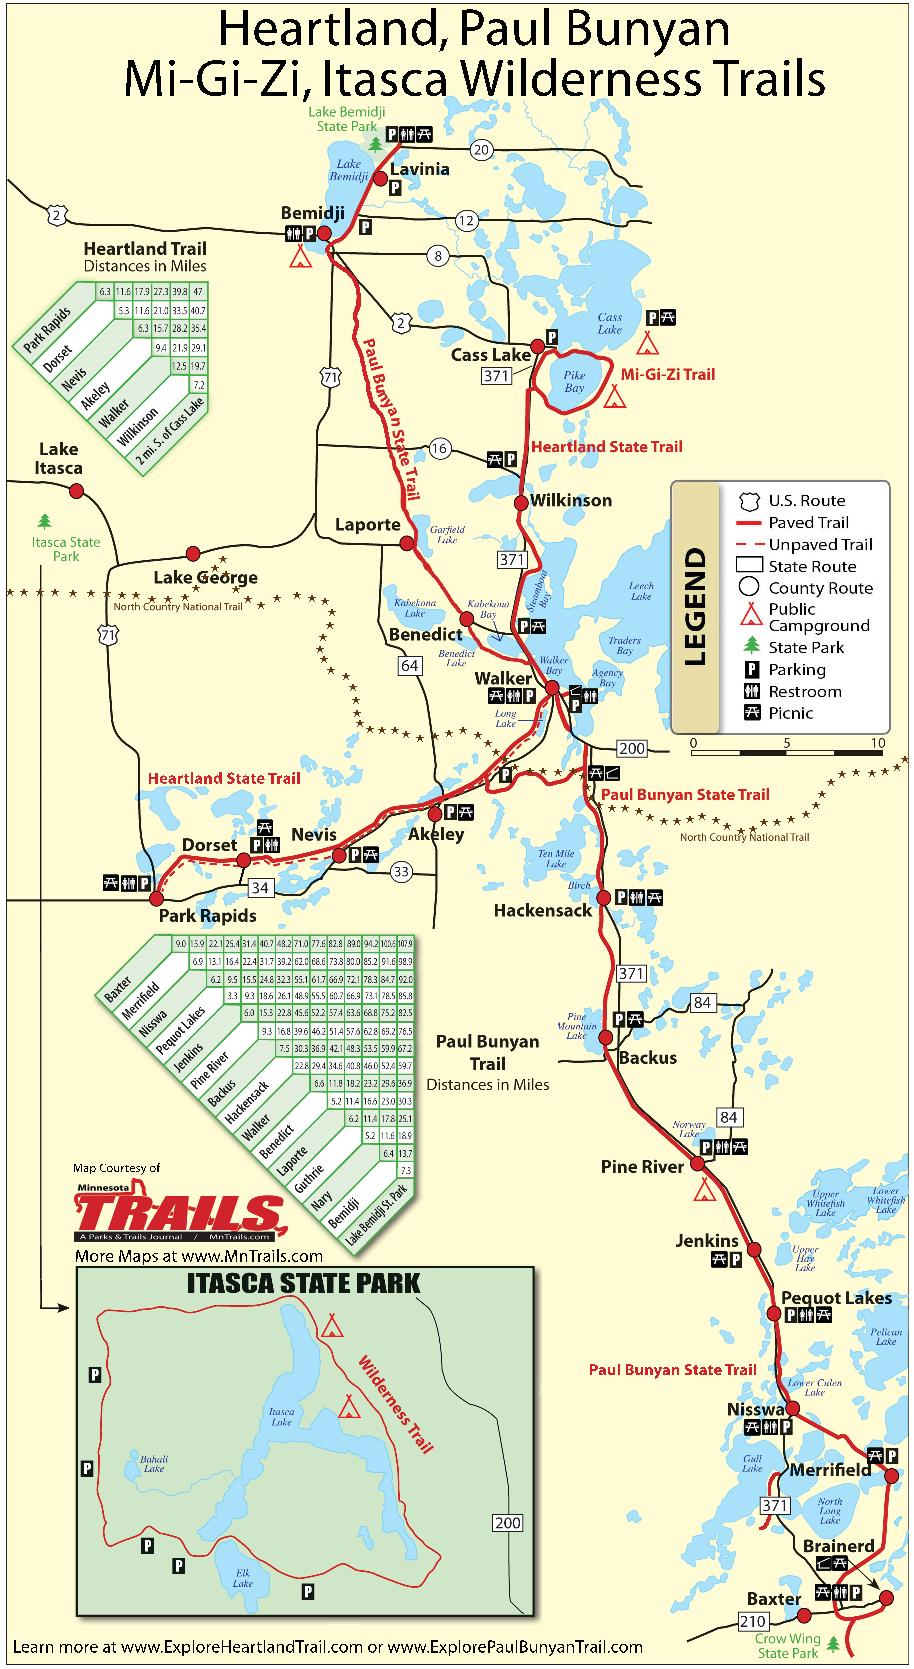 Heartland, Paul Bunyan
Mi-Gi-Zi, Itasca Wilderness Trails
Lake Bemidji
State Park
P
20
Lake
Bemidji
Lavinia
P
2
Bemidji
P
P
12
8
Heartland Trail
Distances in Miles
6.3 11.6 17.9 27.3 39.8 47
5.3 11.6 21.0 33.5 40.7
6.3 15.7 28.2 35.4
9.4 21.9 29.1
12.5 19.7
7.2
Park Rapids
Dorset
Nevis
Akeley
Walker
Wilkinson
2 mi. S. of Cass Lake
2
Cass
Lake
P
P
Cass Lake
371
Pike
Bay
Mi-Gi-Zi Trail
71
Paul Bunyan State Trail
16
P
Heartland State Trail
Lake
Itasca
Wilkinson
Itasca State
Park
Laporte
Garfield
Lake
Lake George
371
North Country National Trail
Steamboat
Bay
Leech
Lake
Kabekona
Lake
Kabekona
Bay
P
71
Benedict
Benedict
Lake
Traders
Bay
64
Walker
Walker
Bay
Agency
Bay
P
P
Long
Lake
LEGEND
U.S. Route
Paved Trail
Unpaved Trail
State Route
County Route
Public
Campground
State Park
P Parking
Restroom
Picnic
200
0 5 10
Heartland State Trail
P
Paul Bunyan State Trail
North Country National Trail
P
Akeley
Dorset
P
Nevis
P
33
34
P
Park Rapids
Ten Mile
Lake
Birch
Hackensack
P
9.0 15.9 22.1 25.4 31.4 40.7 48.2 71.0 77.6 82.8 89.0 94.2 100.6 107.9
6.9 13.1 16.4 22.4 31.7 39.2 62.0 68.6 73.8 80.0 85.2 91.6 98.9
6.2 9.5 15.5 24.8 32.3 55.1 61.7 66.9 72.1 78.3 84.7 92.0
3.3 9.3 18.6 26.1 48.9 55.5 60.7 66.9 73.1 78.5 85.8
6.0 15.3 22.8 45.6 52.2 57.4 63.6 68.8 75.2 82.5
9.3 16.8 39.6 46.2 51.4 57.6 62.8 69.2 76.5
7.5 30.3 36.9 42.1 48.3 53.5 59.9 67.2
22.8 29.4 34.6 40.8 46.0 52.4 59.7
6.6 11.8 18.2 23.2 29.6 36.9
5.2 11.4 16.6 23.0 30.3
6.2 11.4 17.8 25.1
5.2 11.6 18.9
6.4 13.7
7.3
Baxter
Merrifield
Nisswa
Pequot Lakes
Jenkins
Pine River
Backus
Hackensack
Walker
Benedict
Laporte
Guthrie
Nary
Bemidji
Lake Bemidji St. Park
Paul Bunyan
Trail
Distances in Miles
371
84
Pine
Mountain
Lake
P
Backus
84
Norway
Lake
P
Pine River
Upper
Whitefish
Lake
Lower
Whitefish
Lake
Jenkins
P
Upper
Hay
Lake
Pequot Lakes
P
Pelican
Lake
Paul Bunyan State Trail
Lower Culen
Lake
Nisswa
P
Gull
Lake
Merrifield
P
371
North
Long
Lake
Brainerd
P
Baxter
210
Crow Wing
State Park
Map Courtesy of
Minnesota
TRAILS
A Parks & Trails Journal / MnTrails.com
More Maps at www.MnTrails.com
ITASCA STATE PARK
P
Wilderness Trail
Itasca
Lake
P
Bahali
Lake
200
P
P
Elk
Lake
P
Learn more at www.ExploreHeartlandTrail.com or www.ExplorePaulBunyanTrail.com